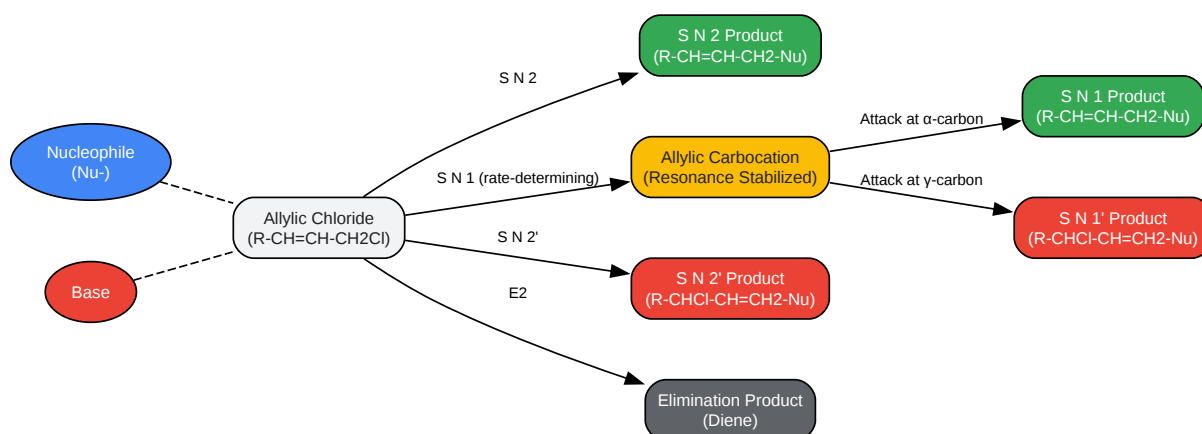 Nucleophile
(Nu-)
Base
Allylic Chloride
(R-CH=CH-CH2Cl)
S N 2
S N 1 (rate-determining)
S N 2'
E2
S N 2 Product
(R-CH=CH-CH2-Nu)
Allylic Carbocation
(Resonance Stabilized)
S N 2' Product
(R-CHCl-CH=CH2-Nu)
Elimination Product
(Diene)
Attack at α-carbon
Attack at γ-carbon
S N 1 Product
(R-CH=CH-CH2-Nu)
S N 1' Product
(R-CHCl-CH=CH2-Nu)